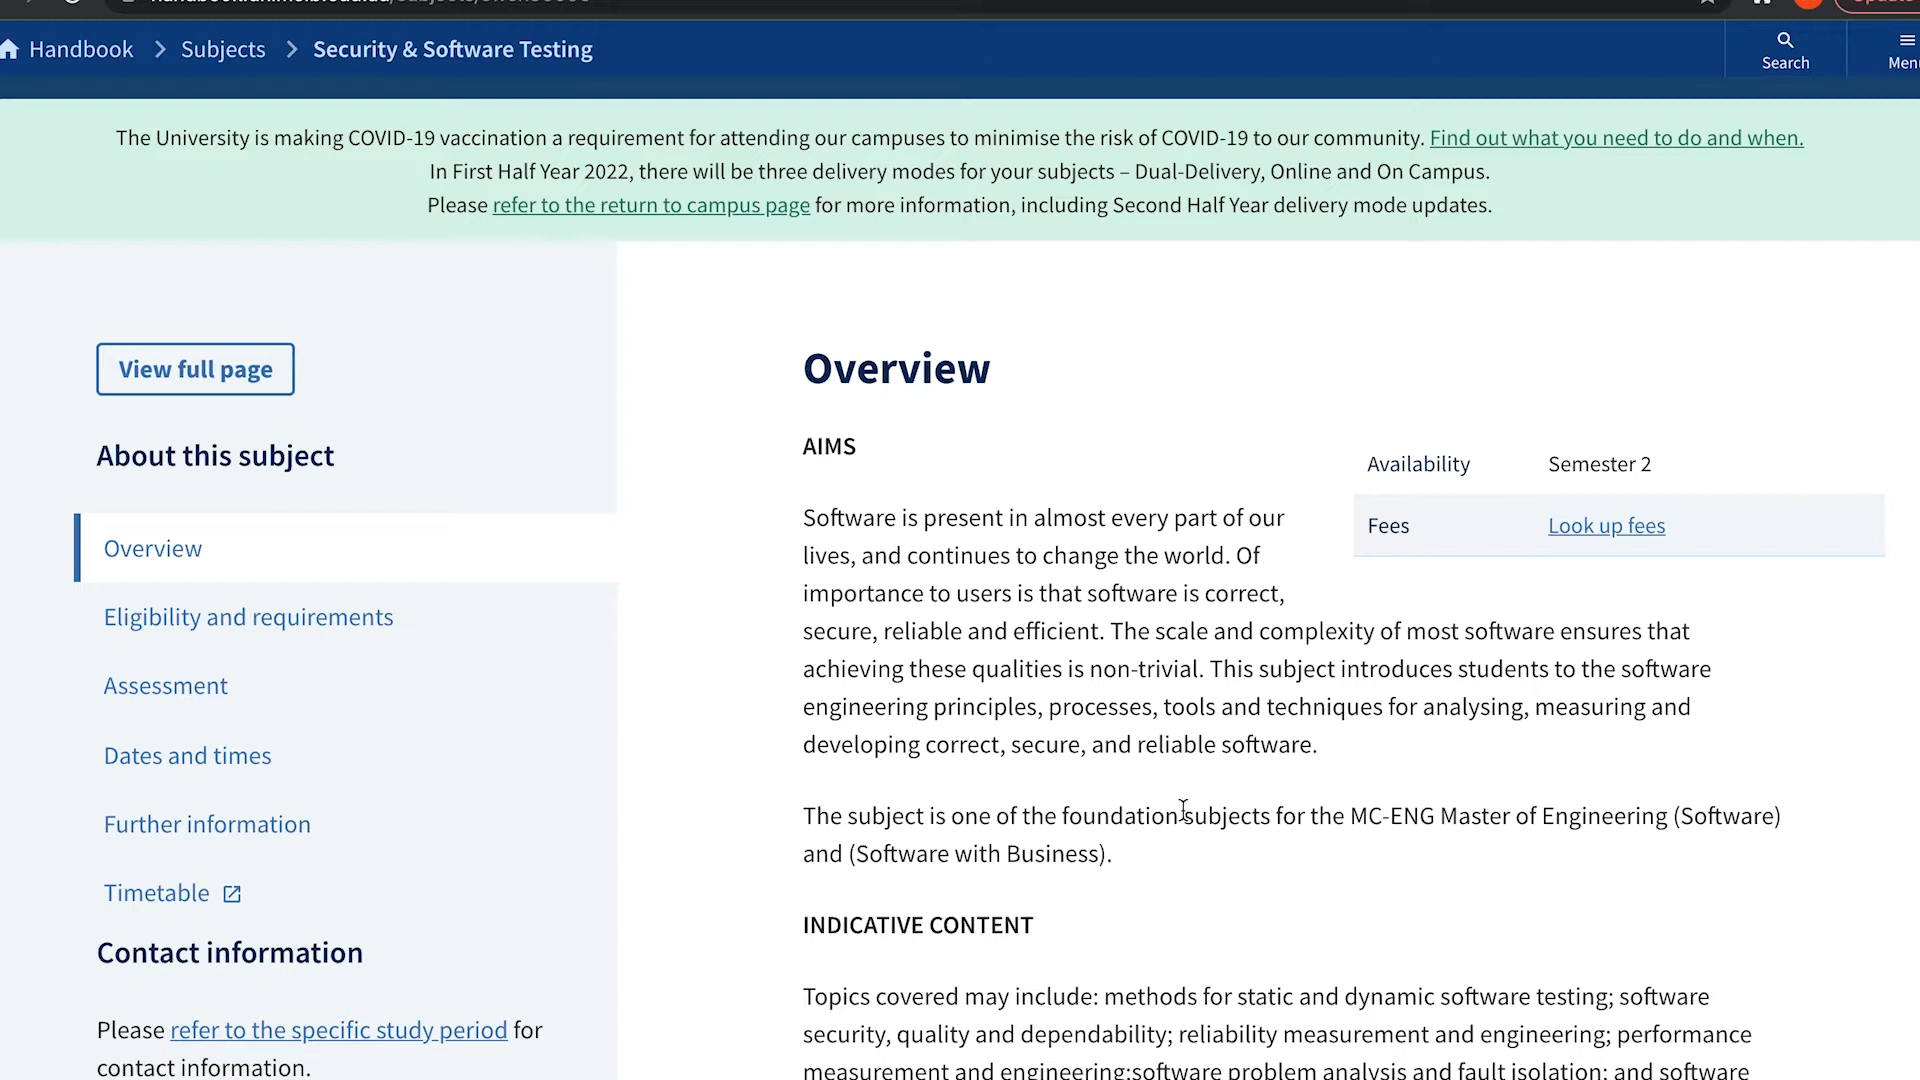 Handbook > Subjects > Security & Software Testing
Search
The University is making COVID-19 vaccination a requirement for attending our campuses to minimise the risk of COVID-19 to our community. Find out what you need to do and when.
In First Half Year 2022, there will be three delivery modes for your subjects – Dual-Delivery, Online and On Campus.
Please refer to the return to campus page for more information, including Second Half Year delivery mode updates.
View full page
About this subject
Overview
Eligibility and requirements
Assessment
Dates and times
Further information
Timetable
Contact information
Please refer to the specific study period for
contact information.
Overview
AIMS
Availability Semester 2
Fees Look up fees
Software is present in almost every part of our
lives, and continues to change the world. Of
importance to users is that software is correct,
secure, reliable and efficient. The scale and complexity of most software ensures that
achieving these qualities is non-trivial. This subject introduces students to the software
engineering principles, processes, tools and techniques for analysing, measuring and
developing correct, secure, and reliable software.
The subject is one of the foundation subjects for the MC-ENG Master of Engineering (Software)
and (Software with Business).
INDICATIVE CONTENT
Topics covered may include: methods for static and dynamic software testing; software
security, quality and dependability; reliability measurement and engineering; performance
measurement and engineering;software problem analysis and fault isolation; and software